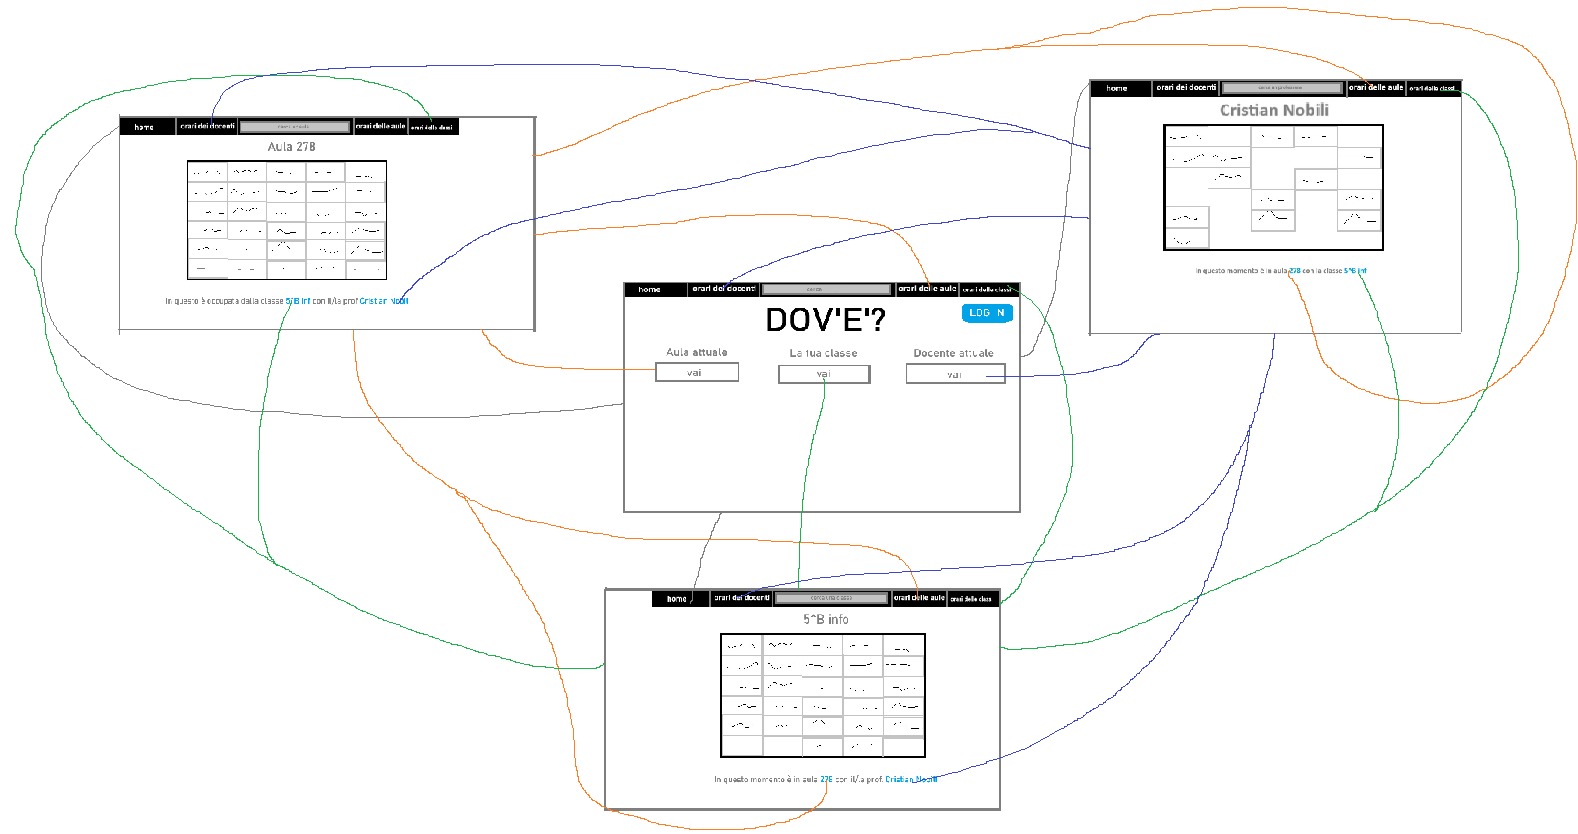 home orari dei docenti orari delle aule orari delle classi
Aula 27B
In questo è occupata dalla classe 5^B inf con il/la prof Cristian Nobili
home orari dei docenti orari delle aule orari delle classi
Cristian Nobili
In questo momento è in aula 27B con la classe 5^B inf
home orari dei docenti cerca orari delle aule orari delle classi
DOV'E'?
LOG IN
Aula attuale La tua classe Docente attuale
vai vai vai
home orari dei docenti cerca una classe orari delle aule orari delle classi
5^B info
In questo momento è in aula 27B con il/la prof. Cristian Nobili